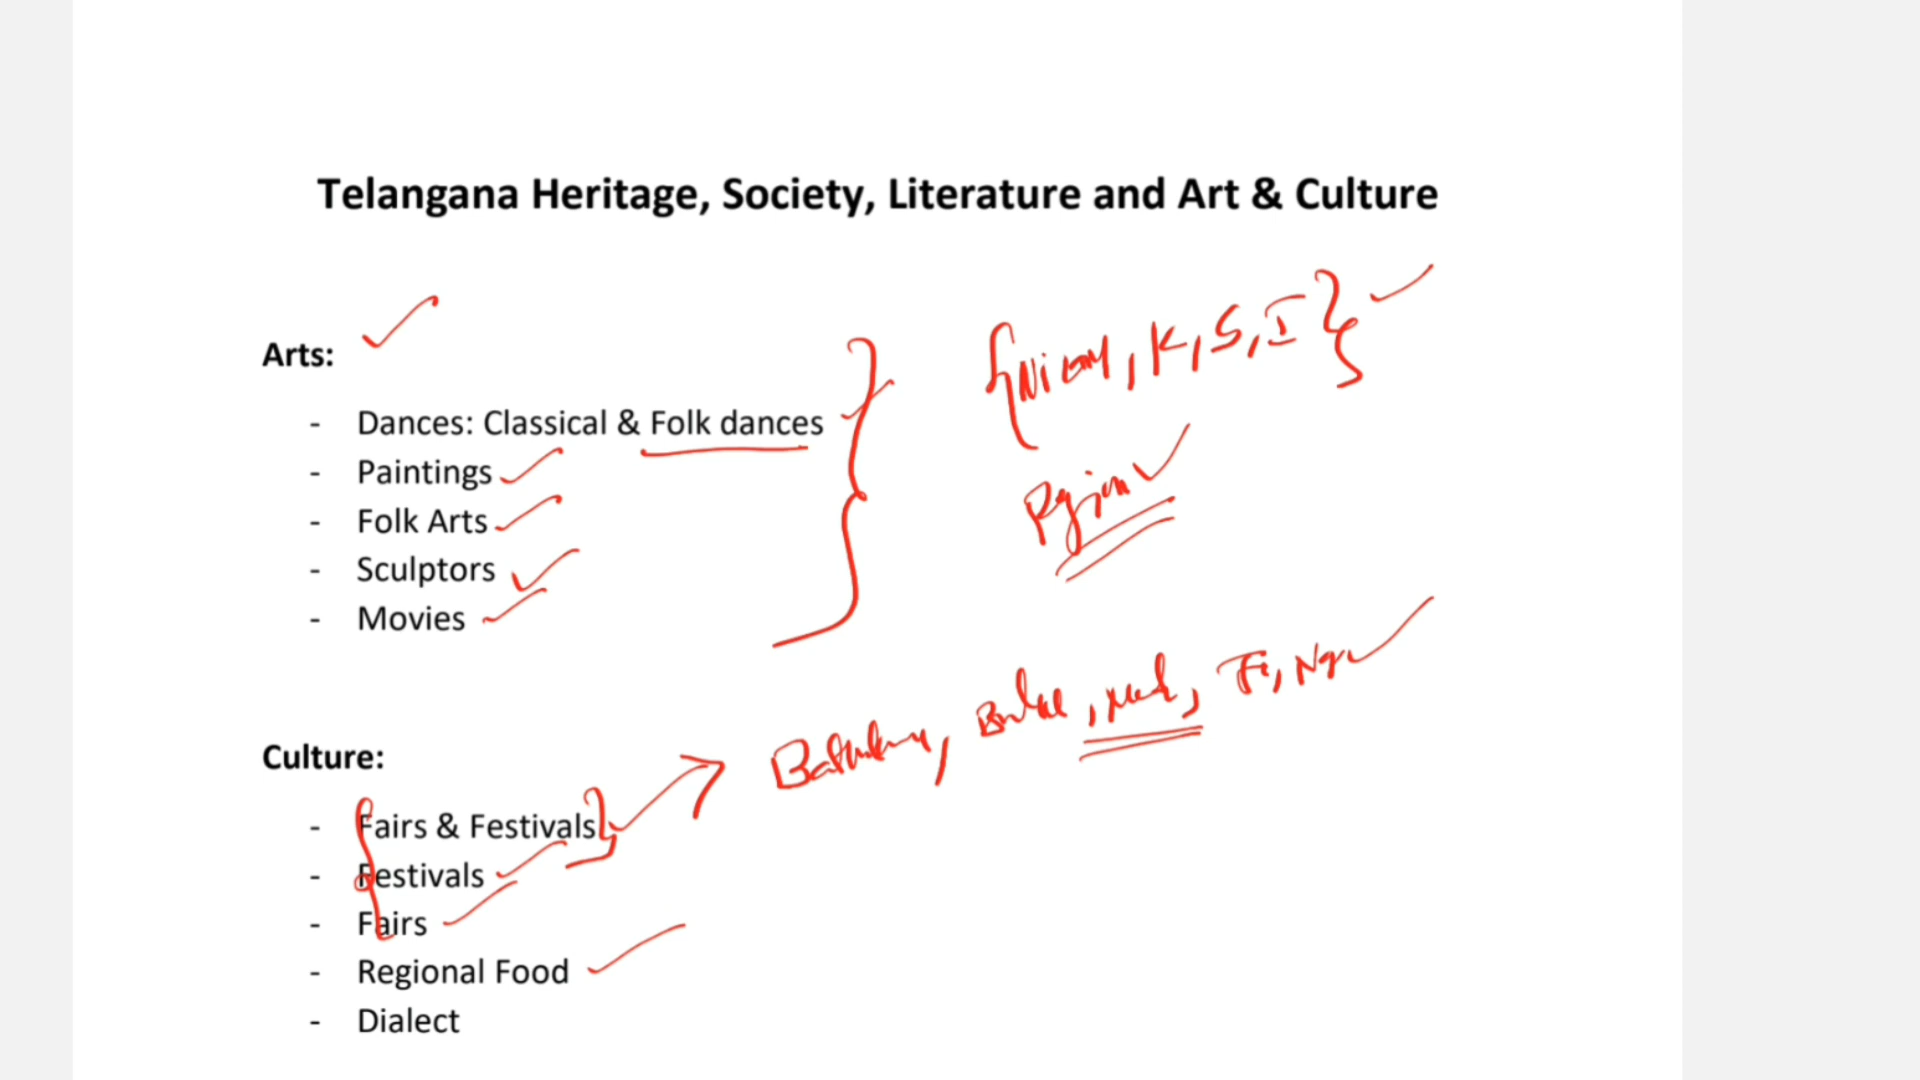 Telangana Heritage, Society, Literature and Art & Culture
Arts:
- Dances: Classical & Folk dances
- Paintings
- Folk Arts
- Sculptors
- Movies
K, S, I
Culture:
- Fairs & Festivals
- Festivals
- Fairs
- Regional Food
- Dialect